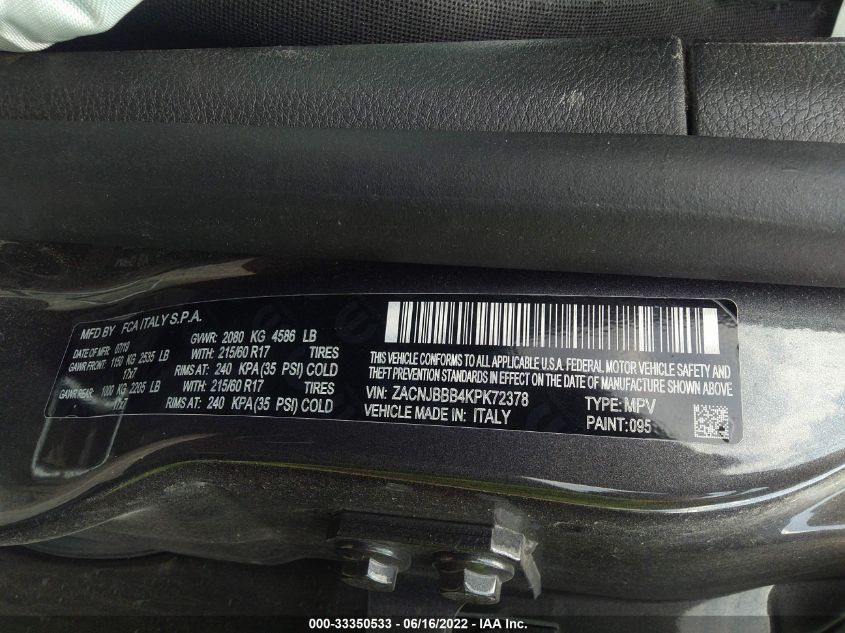 MFD BY FCA ITALY S.P.A.
DATE OF MFR 07/19 GVWR: 2080 KG 4586 LB
GAWR FRONT: 1150 KG 2535 LB WITH: 215/60 R17 TIRES
17x7 RIMS AT: 240 KPA(35 PSI) COLD
GAWR REAR: 1000 KG 2205 LB WITH: 215/60 R17 TIRES
17x7 RIMS AT: 240 KPA(35 PSI) COLD
THIS VEHICLE CONFORMS TO ALL APPLICABLE U.S.A. FEDERAL MOTOR VEHICLE SAFETY AND
THEFT PREVENTION STANDARDS IN EFFECT ON THE DATE OF MANUFACTURE SHOWN ABOVE
VIN: ZACNJBBB4KPK72378 TYPE: MPV
VEHICLE MADE IN: ITALY PAINT: 095
000-33350533 - 06/16/2022 - Copyright © 2022 IAA, Inc.